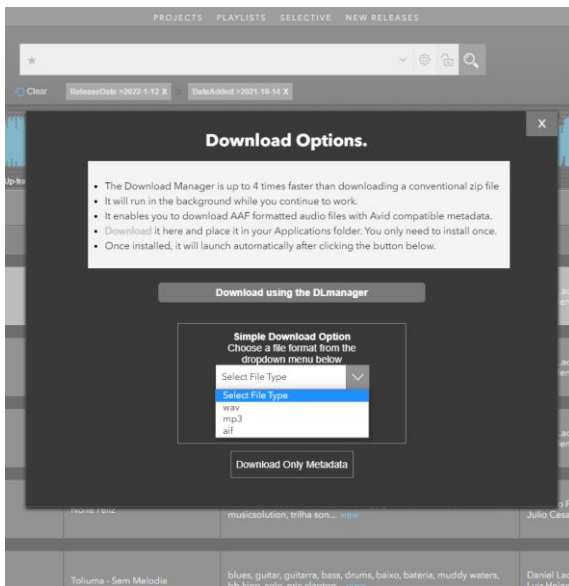 PROJECTS PLAYLISTS SELECTIVE NEW RELEASES
Clear ReleaseDate >2022-1-12 X DateAdded >2021-10-14 X
X
Download Options.
Up-tra
• The Download Manager is up to 4 times faster than downloading a conventional zip file
• It will run in the background while you continue to work.
• It enables you to download AAF formatted audio files with Avid compatible metadata.
• Download it here and place it in your Applications folder. You only need to install once.
• Once installed, it will launch automatically after clicking the button below.
Download using the DLmanager
Simple Download Option
Choose a file format from the
dropdown menu below
Select File Type
Select File Type
wav
mp3
aif
Download Only Metadata
Noite Feliz
musicsolution, trilha son... view
Julio Cesa
Toliuma - Sem Melodia
blues, guitar, guitarra, bass, drums, baixo, bateria, muddy waters,
Daniel Lac